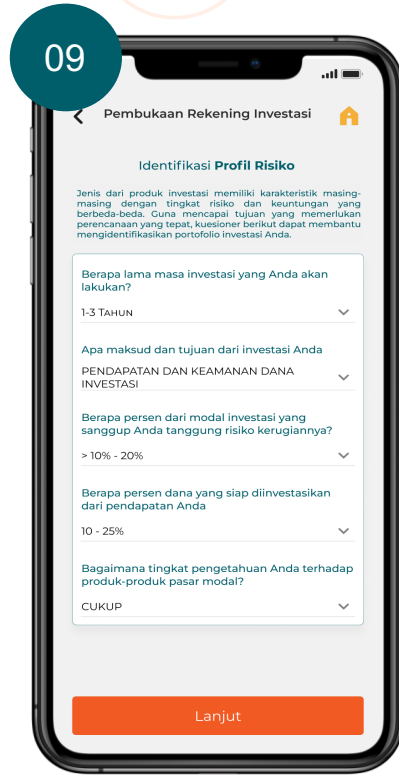 09
Pembukaan Rekening Investasi
Identifikasi Profil Risiko
Jenis dari produk investasi memiliki karakteristik masing-
masing dengan tingkat risiko dan keuntungan yang
berbeda-beda. Guna mencapai tujuan yang memerlukan
perencanaan yang tepat, kuesioner berikut dapat membantu
mengidentifikasikan portofolio investasi Anda.
Berapa lama masa investasi yang Anda akan
lakukan?
1-3 TAHUN
Apa maksud dan tujuan dari investasi Anda
PENDAPATAN DAN KEAMANAN DANA
INVESTASI
Berapa persen dari modal investasi yang
sanggup Anda tanggung risiko kerugiannya?
> 10% - 20%
Berapa persen dana yang siap diinvestasikan
dari pendapatan Anda
10 - 25%
Bagaimana tingkat pengetahuan Anda terhadap
produk-produk pasar modal?
CUKUP
Lanjut